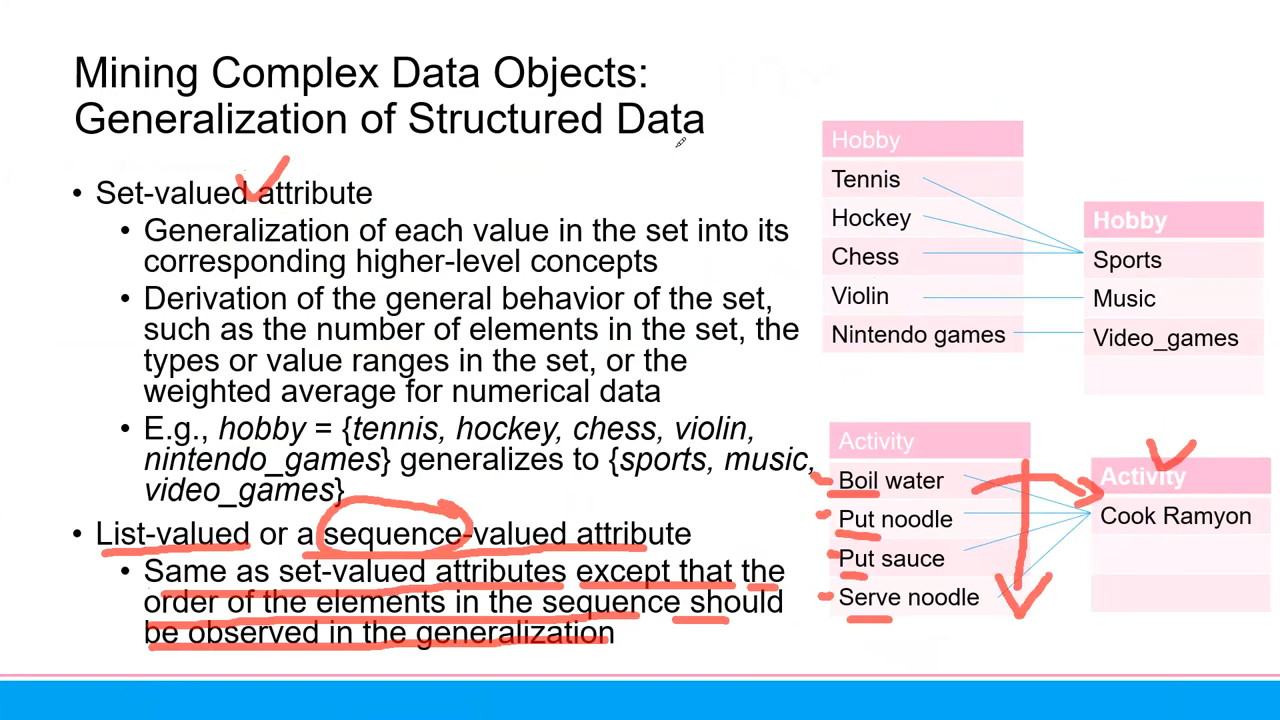 Mining Complex Data Objects:
Generalization of Structured Data
• Set-valued attribute
• Generalization of each value in the set into its
corresponding higher-level concepts
• Derivation of the general behavior of the set,
such as the number of elements in the set, the
types or value ranges in the set, or the
weighted average for numerical data
• E.g., hobby = {tennis, hockey, chess, violin,
nintendo_games} generalizes to {sports, music,
video_games}
• List-valued or a sequence-valued attribute
• Same as set-valued attributes except that the
order of the elements in the sequence should
be observed in the generalization
Hobby
Tennis
Hockey
Chess
Violin
Nintendo games
Hobby
Sports
Music
Video_games
Activity
Boil water
Put noodle
Put sauce
Serve noodle
Activity
Cook Ramyon